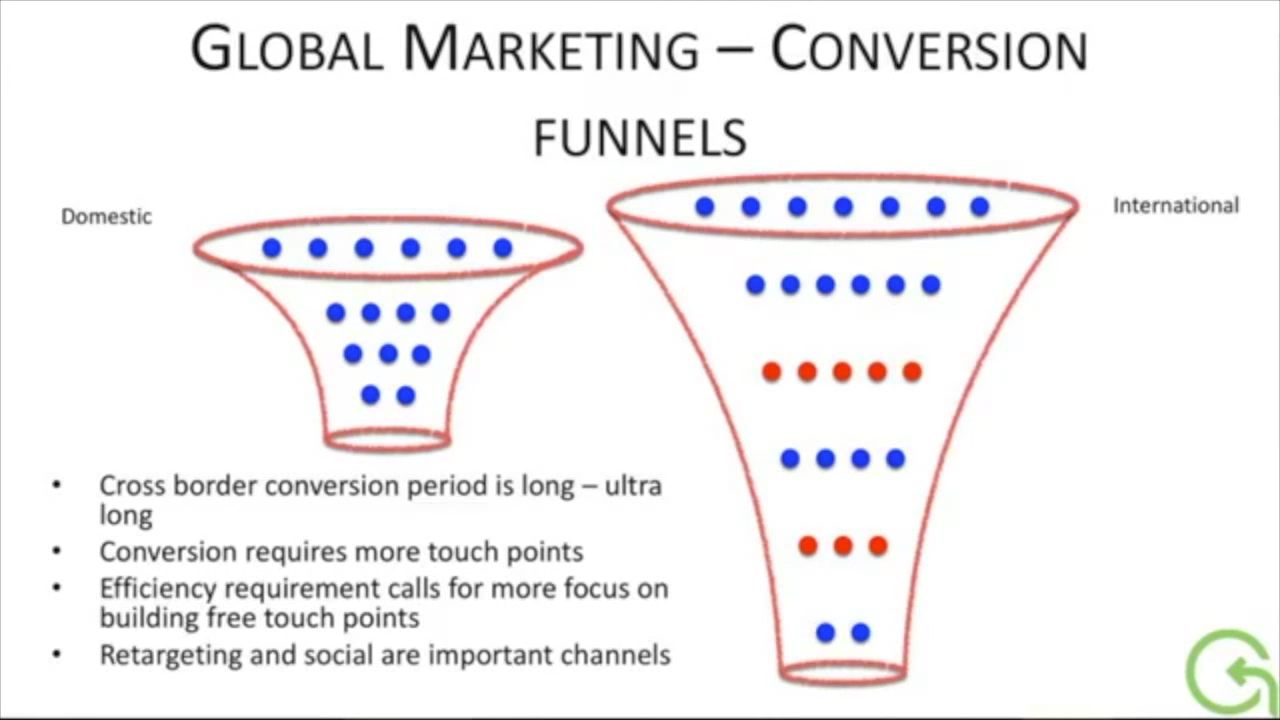 GLOBAL MARKETING – CONVERSION
FUNNELS
Domestic
International
• Cross border conversion period is long – ultra
long
• Conversion requires more touch points
• Efficiency requirement calls for more focus on
building free touch points
• Retargeting and social are important channels